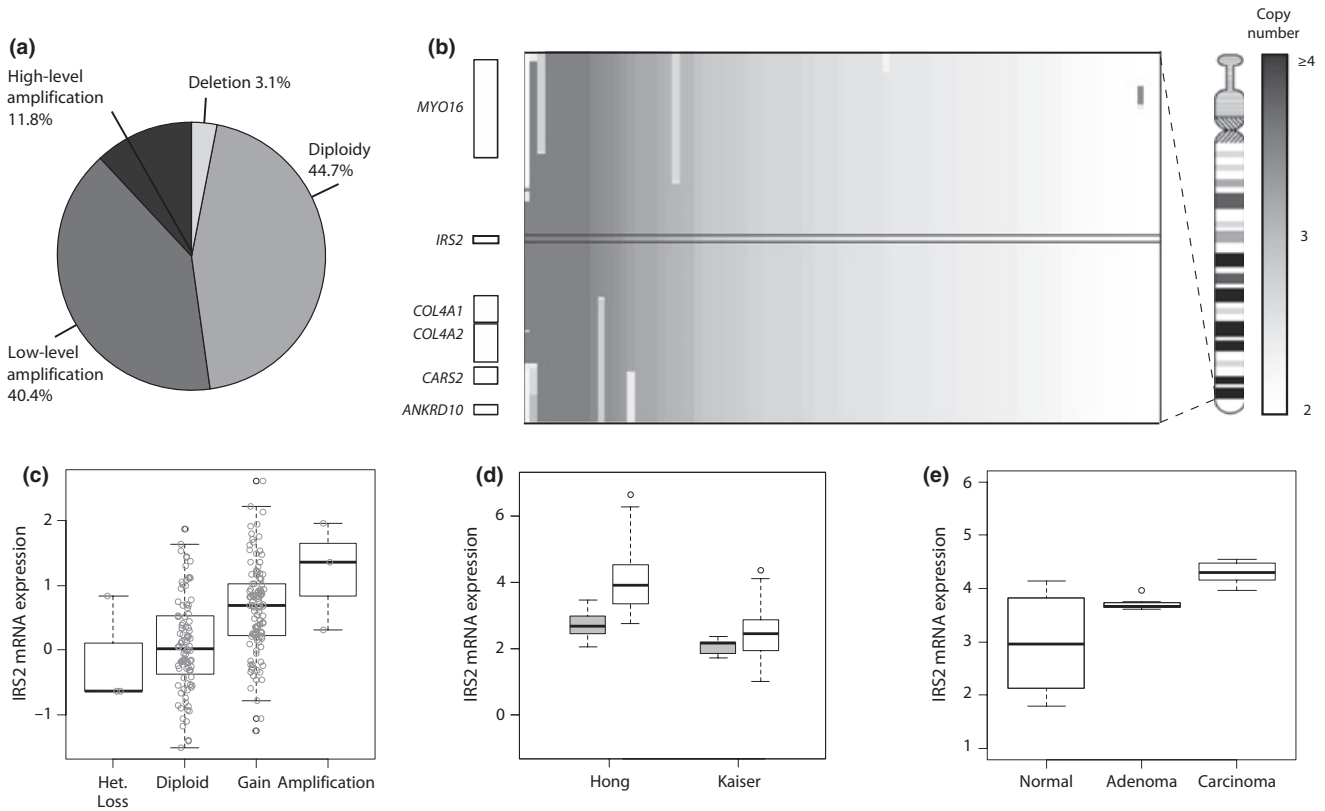 (a)
High-level
amplification
11.8%
Deletion 3.1%
Diploidy
44.7%
Low-level
amplification
40.4%
(b)
MYO16
IRS2
COL4A1
COL4A2
CARS2
ANKRD10
Copy
number
≥4
3
2
(c)
IRS2 mRNA expression
2
1
0
−1
Het.
Loss
Diploid
Gain
Amplification
(d)
IRS2 mRNA expression
6
4
2
0
Hong
Kaiser
(e)
IRS2 mRNA expression
6
5
4
3
2
1
Normal
Adenoma
Carcinoma